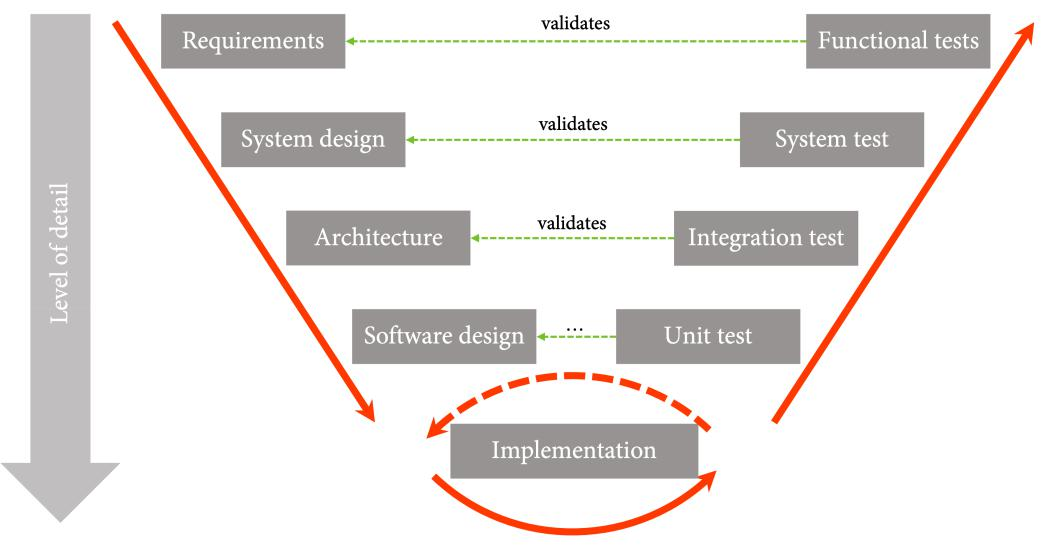 Requirements
validates
Functional tests
System design
validates
System test
Level of detail
Architecture
validates
Integration test
Software design
...
Unit test
Implementation